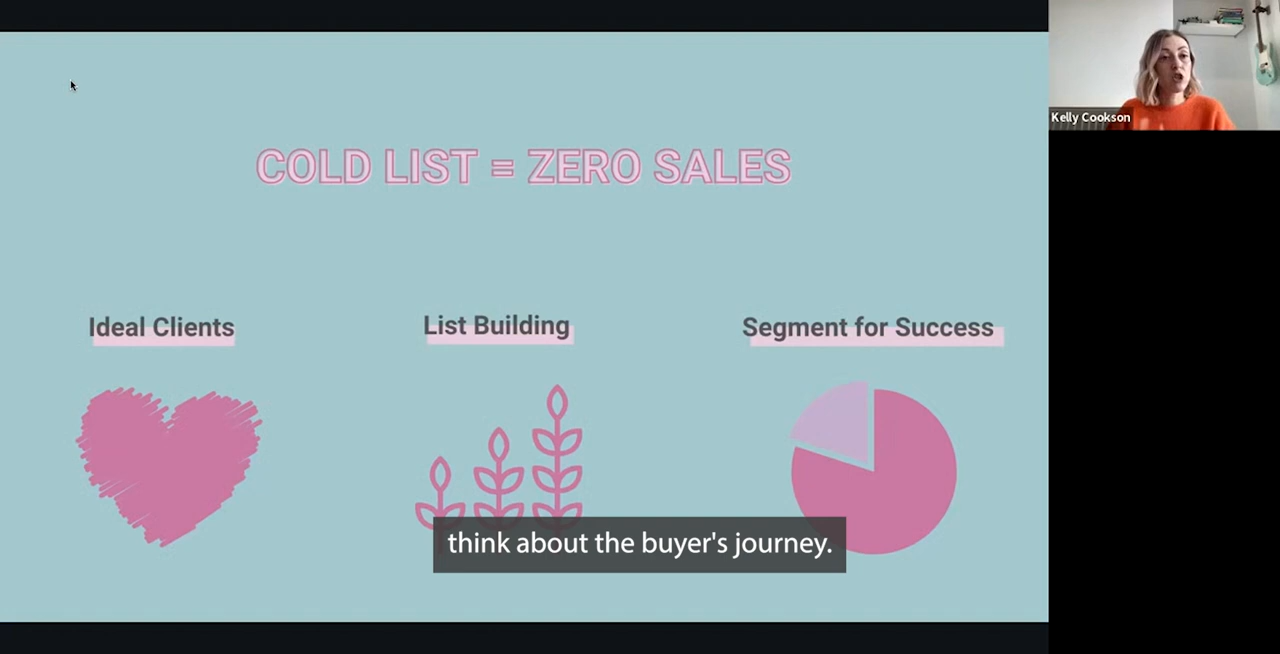 Kelly Cookson
COLD LIST = ZERO SALES
Ideal Clients
List Building
Segment for Success
think about the buyer's journey.